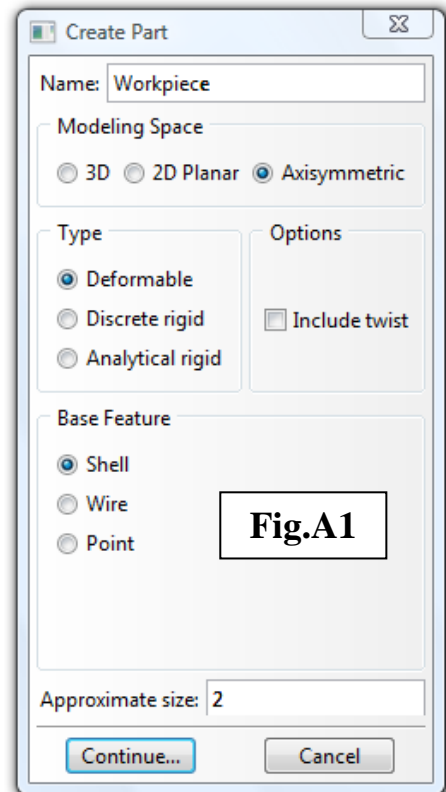 Create Part
Name: Workpiece
Modeling Space
3D 2D Planar Axisymmetric
Type Options
Deformable
Discrete rigid Include twist
Analytical rigid
Base Feature
Shell
Wire
Point
Fig.A1
Approximate size: 2
Continue... Cancel